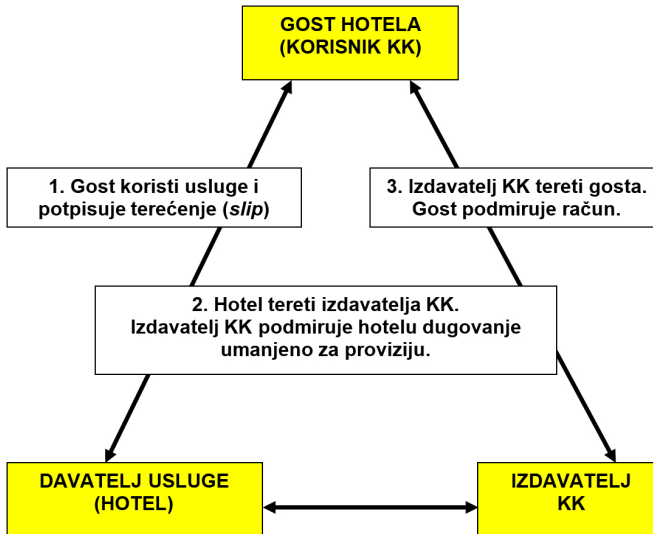 GOST HOTELA
(KORISNIK KK)
1. Gost koristi usluge i
potpisuje terećenje (slip)
3. Izdavatelj KK tereti gosta.
Gost podmiruje račun.
2. Hotel tereti izdavatelja KK.
Izdavatelj KK podmiruje hotelu dugovanje
umanjeno za proviziju.
DAVATELJ USLUGE
(HOTEL)
IZDAVATELJ
KK